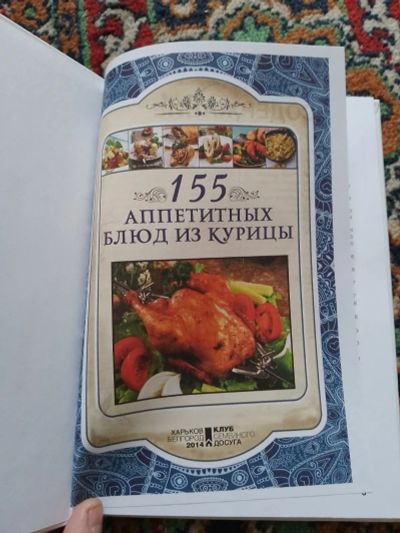 155
АППЕТИТНЫХ
БЛЮД ИЗ КУРИЦЫ
ХАРЬКОВ
БЕЛГОРОД
2014
КЛУБ
СЕМЕЙНОГО
ДОСУГА